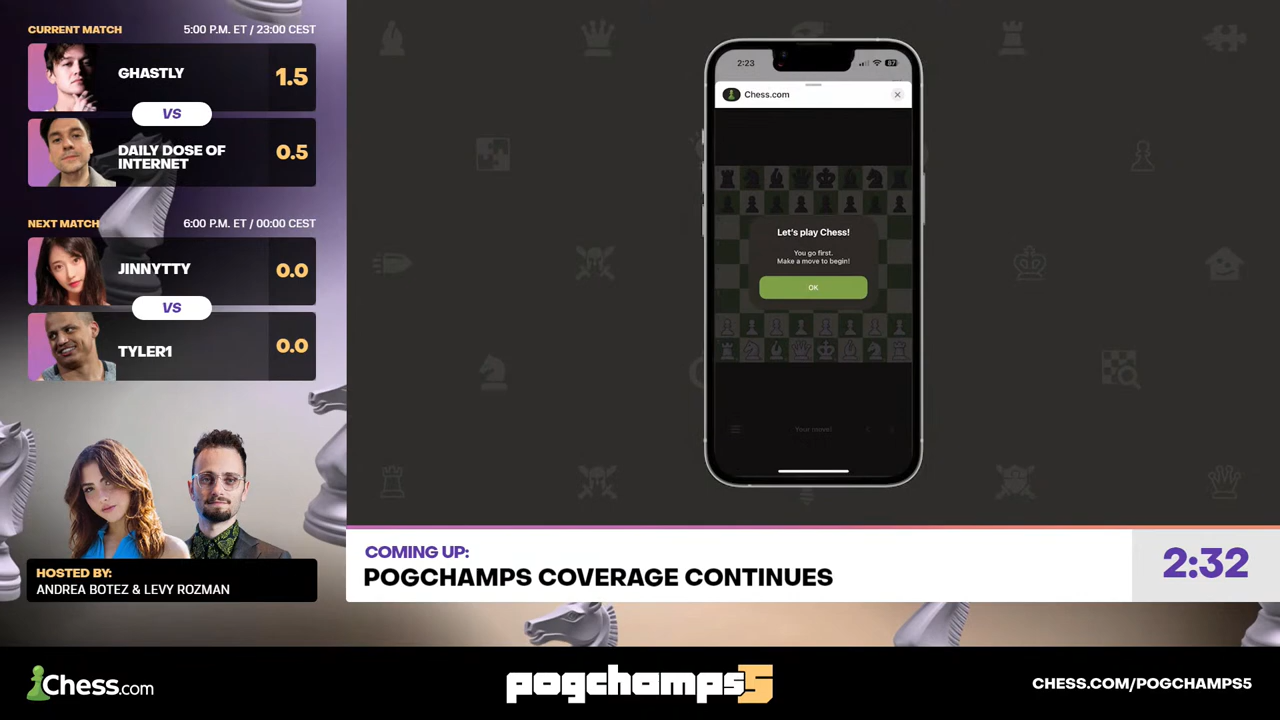 CURRENT MATCH
5:00 P.M. ET / 23:00 CEST
GHASTLY
1.5
VS
DAILY DOSE OF
INTERNET
0.5
NEXT MATCH
6:00 P.M. ET / 00:00 CEST
JINNYTTY
0.0
VS
TYLER1
0.0
HOSTED BY:
ANDREA BOTEZ & LEVY ROZMAN
2:23
87
Chess.com
Let's play Chess!
You go first.
Make a move to begin!
OK
Your move!
COMING UP:
POGCHAMPS COVERAGE CONTINUES
2:32
Chess.com
pogchamps5
CHESS.COM/POGCHAMPS5